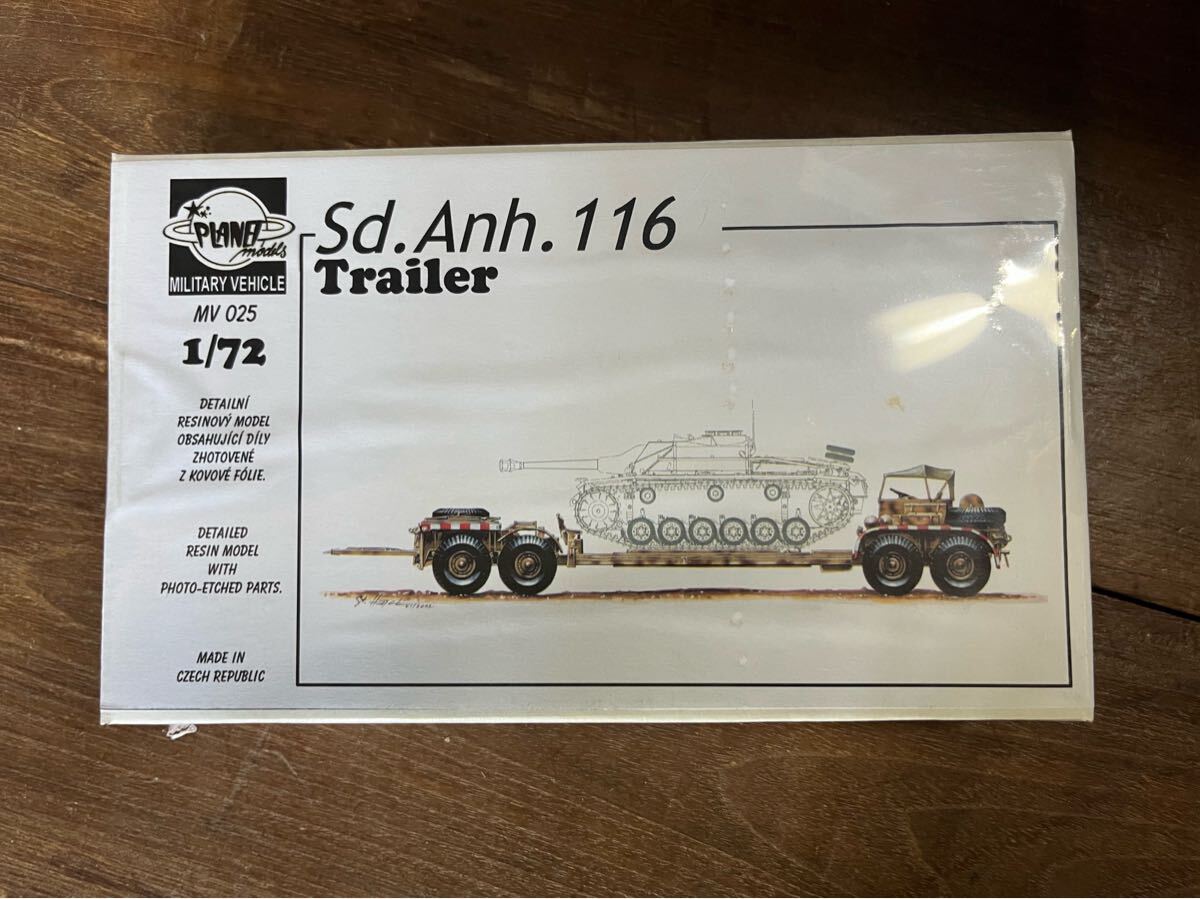 PLANET
models
MILITARY VEHICLE
MV 025
1/72
DETAILNÍ
RESINOVÝ MODEL
OBSAHUJÍCÍ DÍLY
ZHOTOVENÉ
Z KOVOVÉ FÓLIE.
DETAILED
RESIN MODEL
WITH
PHOTO-ETCHED PARTS.
MADE IN
CZECH REPUBLIC
Sd.Anh.116
Trailer